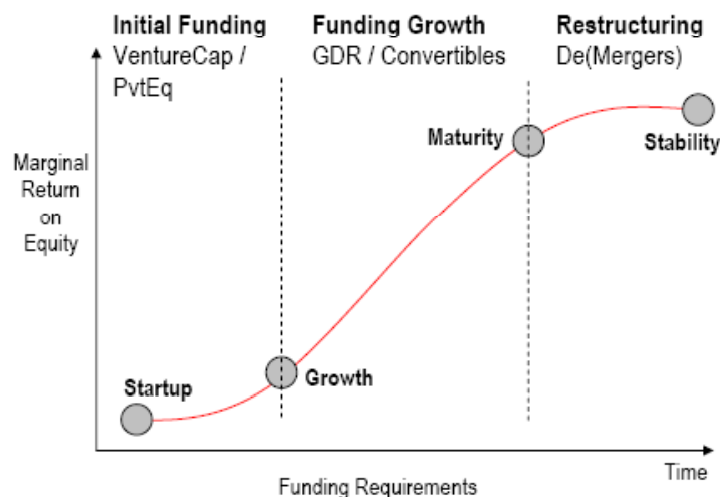 Initial Funding
VentureCap /
PvtEq
Funding Growth
GDR / Convertibles
Restructuring
De(Mergers)
Marginal
Return
on
Equity
Maturity
Stability
Startup
Growth
Time
Funding Requirements